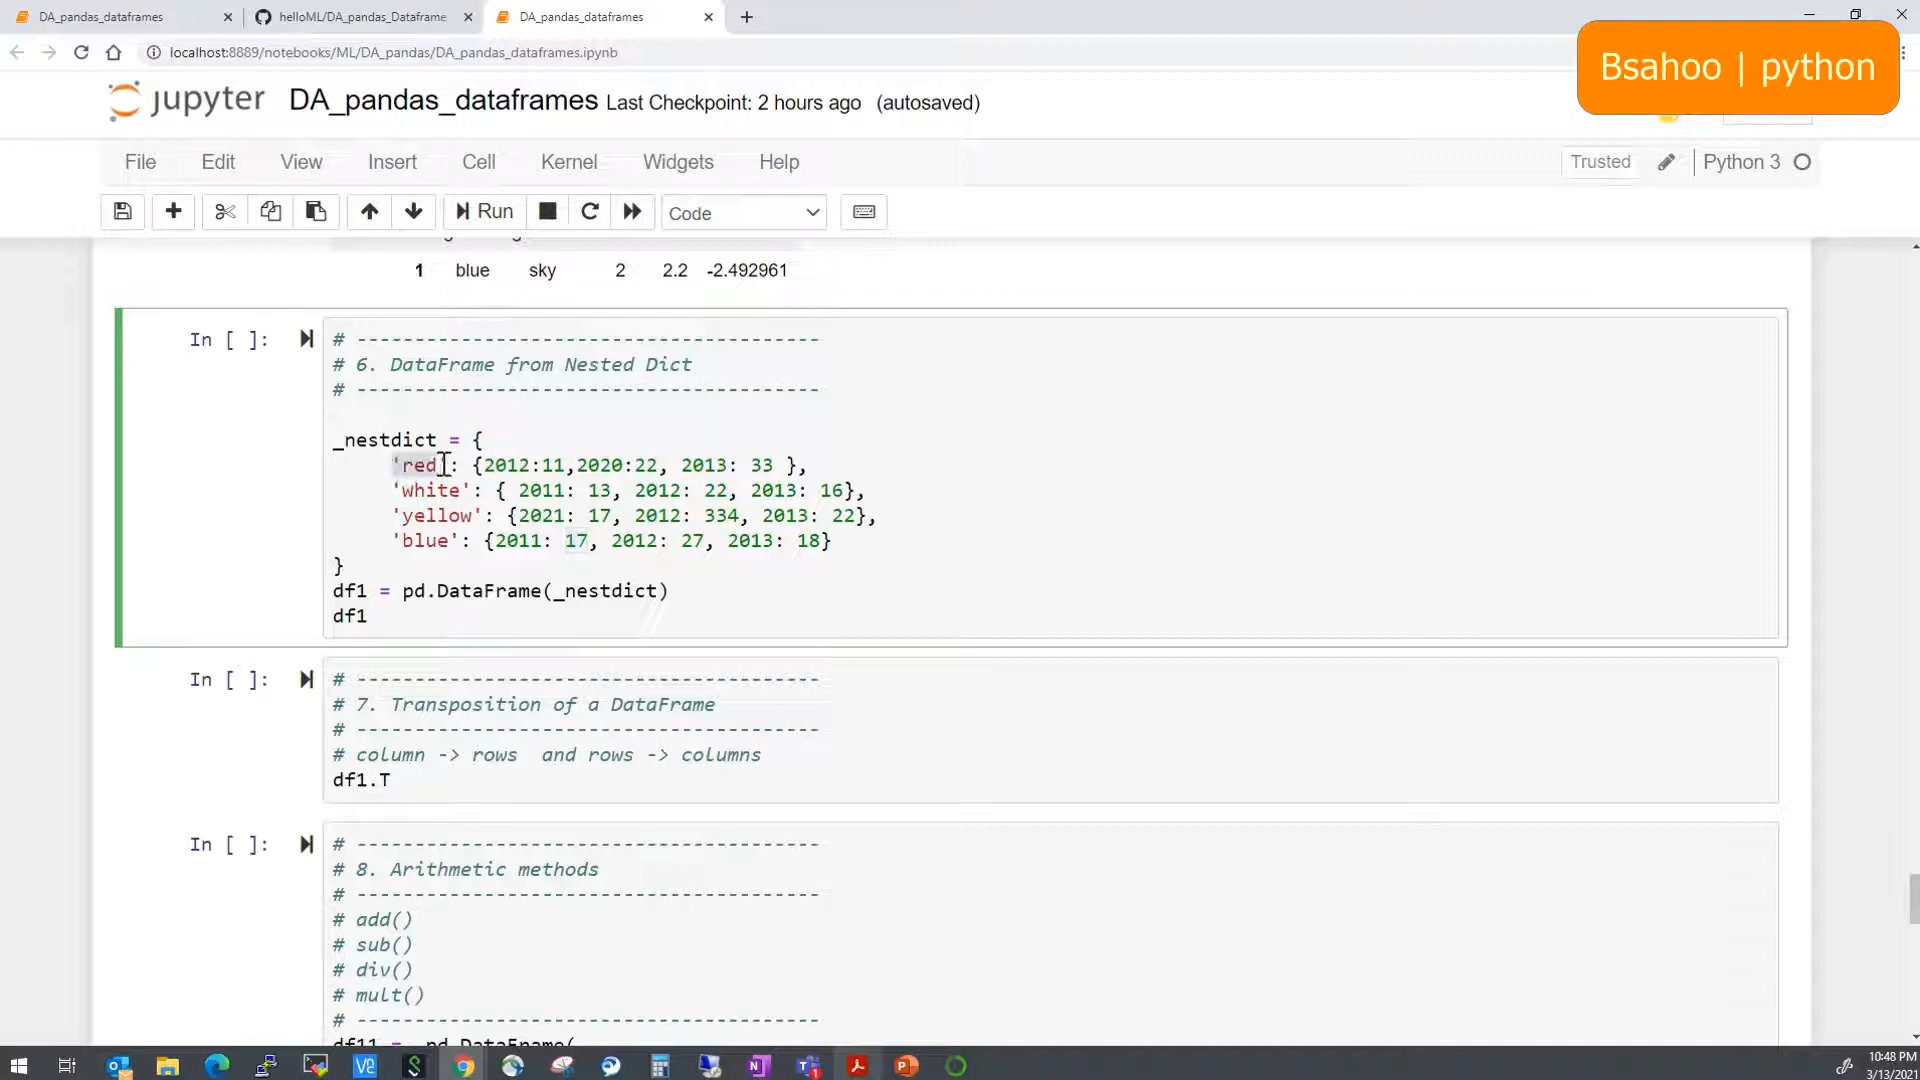 DA_pandas_dataframes
helloML/DA_pandas_Dataframe
DA_pandas_dataframes
localhost:8889/notebooks/ML/DA_pandas/DA_pandas_dataframes.ipynb
Bsahoo | python
jupyter DA_pandas_dataframes Last Checkpoint: 2 hours ago (autosaved)
File Edit View Insert Cell Kernel Widgets Help Trusted Python 3
Run Code
1 blue sky 2 2.2 -2.492961
In [ ]: # ----------------------------------------
# 6. DataFrame from Nested Dict
# ----------------------------------------
_nestdict = {
'red': {2012:11,2020:22, 2013: 33 },
'white': { 2011: 13, 2012: 22, 2013: 16},
'yellow': {2021: 17, 2012: 334, 2013: 22},
'blue': {2011: 17, 2012: 27, 2013: 18}
}
df1 = pd.DataFrame(_nestdict)
df1
In [ ]: # ----------------------------------------
# 7. Transposition of a DataFrame
# ----------------------------------------
# column -> rows and rows -> columns
df1.T
In [ ]: # ----------------------------------------
# 8. Arithmetic methods
# ----------------------------------------
# add()
# sub()
# div()
# mult()
# ----------------------------------------
df11 = pd.DataFrame(
10:48 PM
3/13/2021